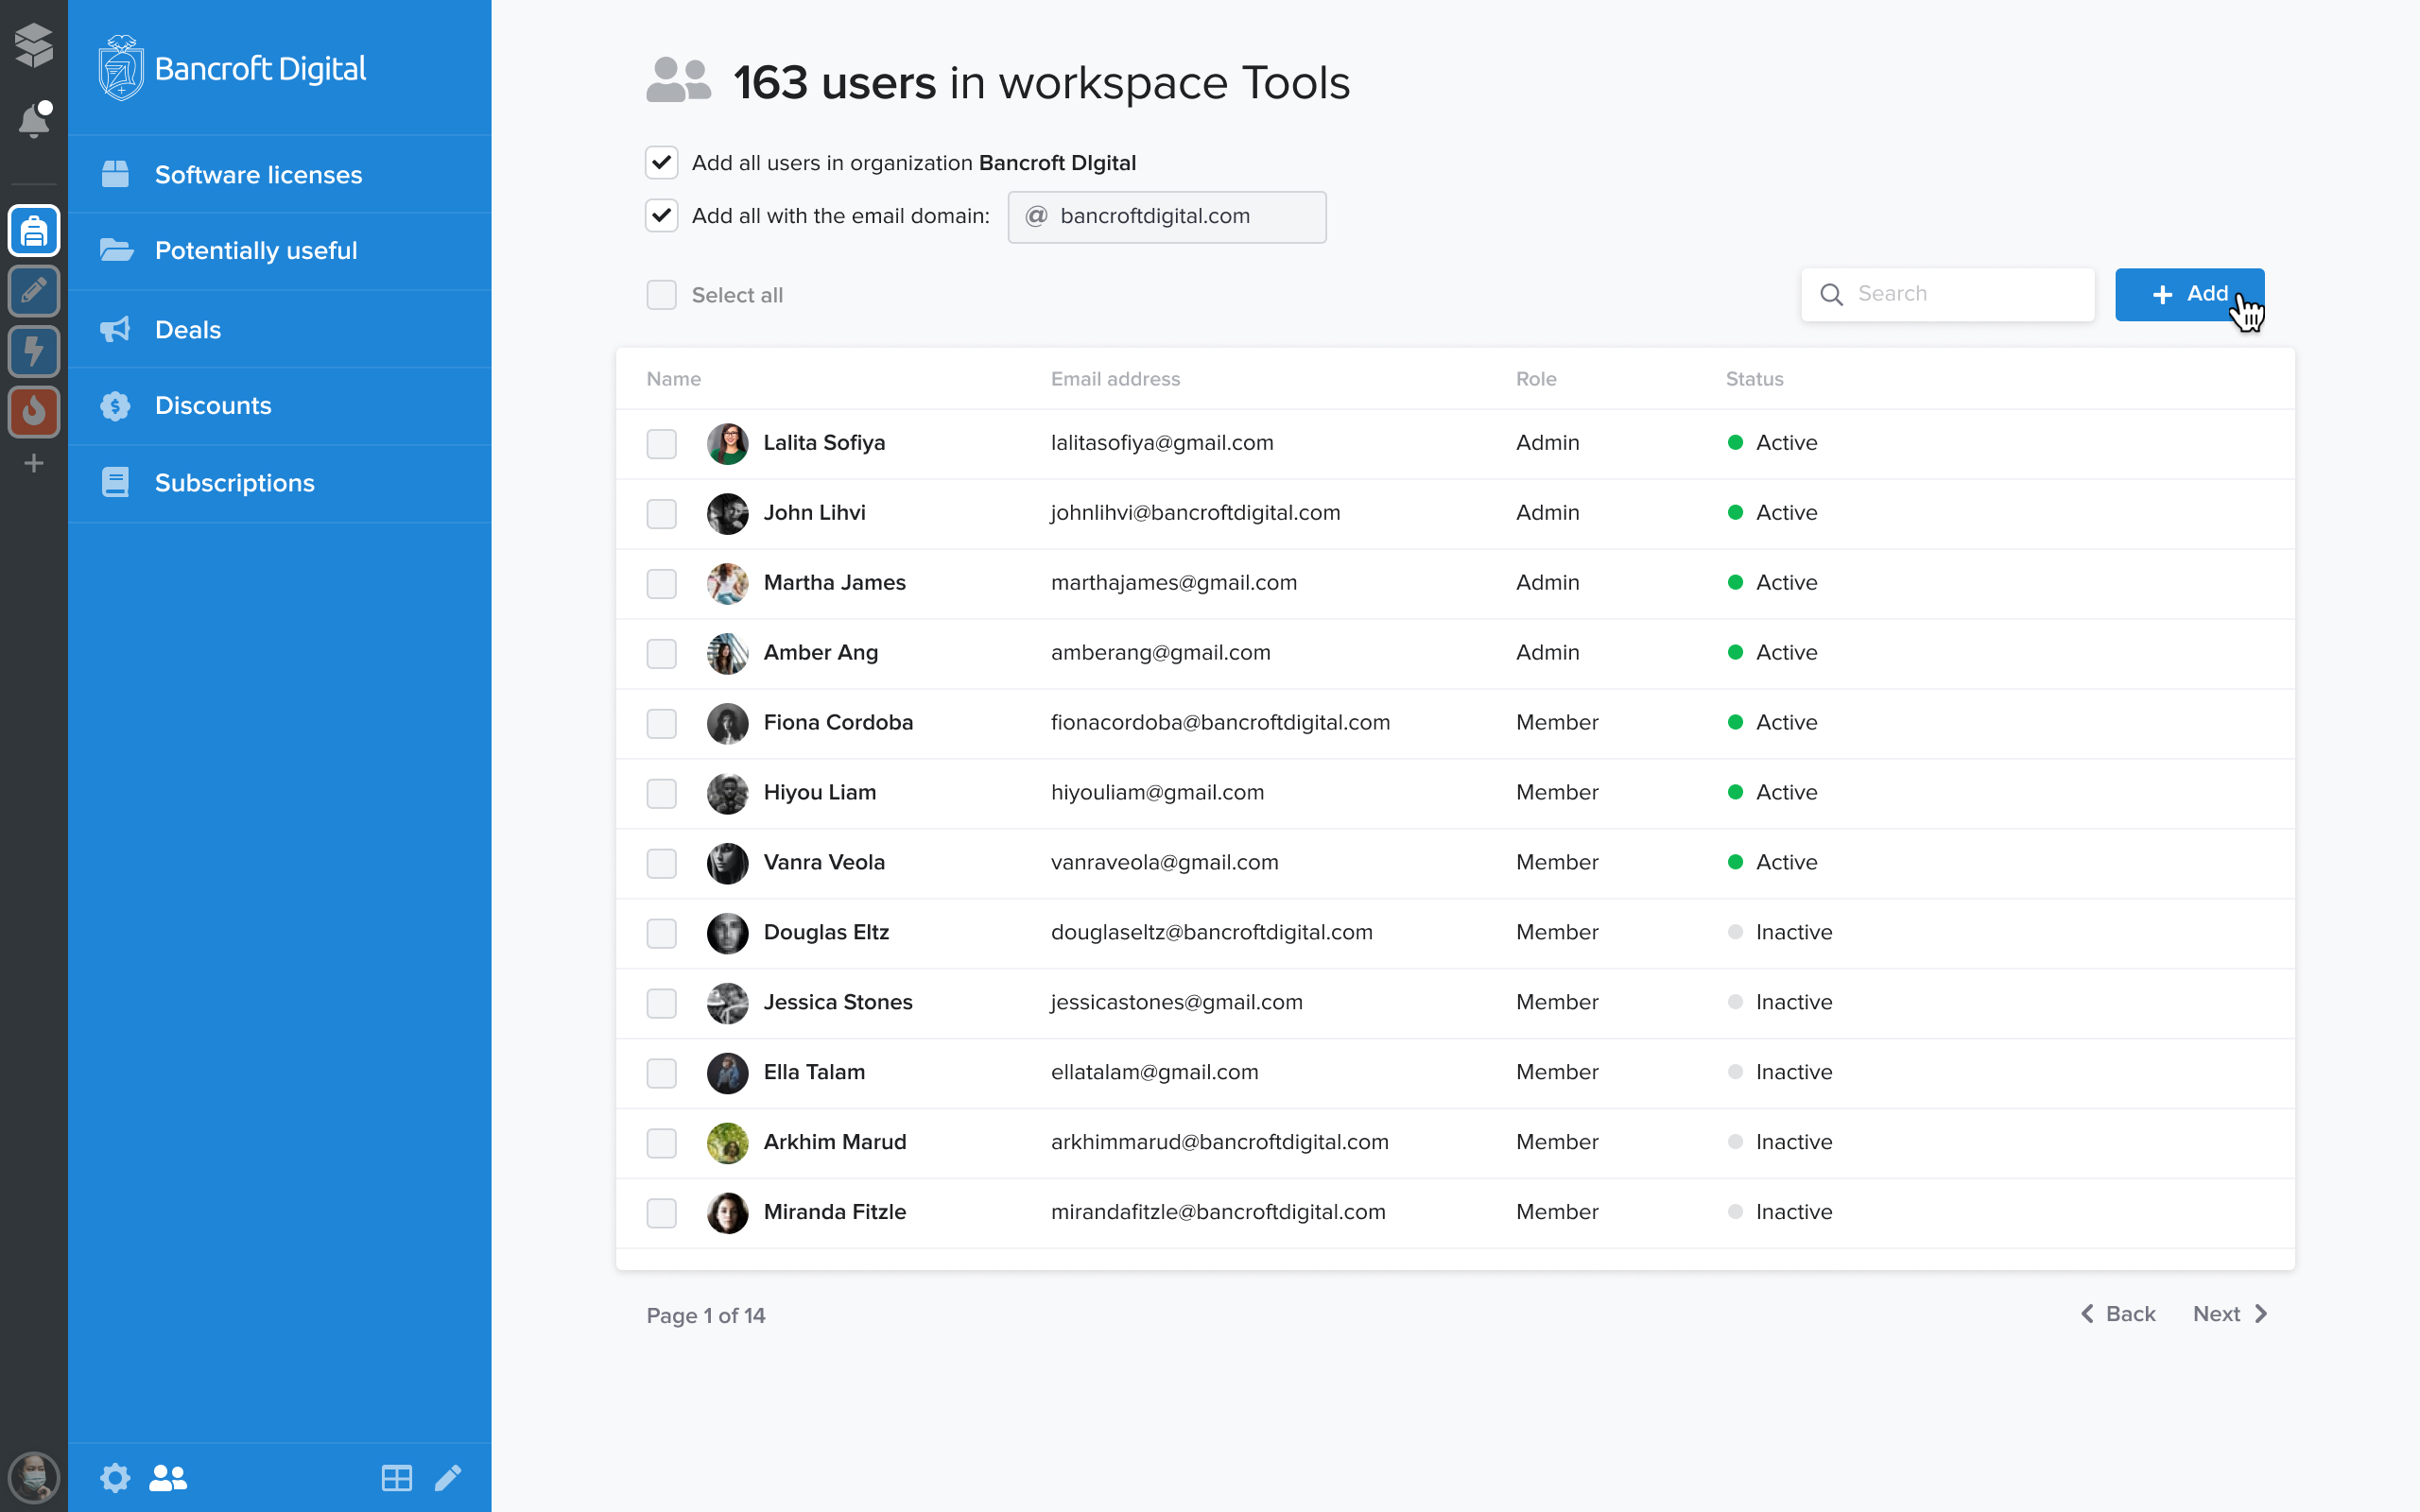 Bancroft Digital
Software licenses
Potentially useful
Deals
Discounts
Subscriptions
163 users in workspace Tools
Add all users in organization Bancroft DIgital
Add all with the email domain: @ bancroftdigital.com
Select all
Search
+ Add
Name Email address Role Status
Lalita Sofiya lalitasofiya@gmail.com Admin Active
John Lihvi johnlihvi@bancroftdigital.com Admin Active
Martha James marthajames@gmail.com Admin Active
Amber Ang amberang@gmail.com Admin Active
Fiona Cordoba fionacordoba@bancroftdigital.com Member Active
Hiyou Liam hiyouliam@gmail.com Member Active
Vanra Veola vanraveola@gmail.com Member Active
Douglas Eltz douglaseltz@bancroftdigital.com Member Inactive
Jessica Stones jessicastones@gmail.com Member Inactive
Ella Talam ellatalam@gmail.com Member Inactive
Arkhim Marud arkhimmarud@bancroftdigital.com Member Inactive
Miranda Fitzle mirandafitzle@bancroftdigital.com Member Inactive
Page 1 of 14
Back Next